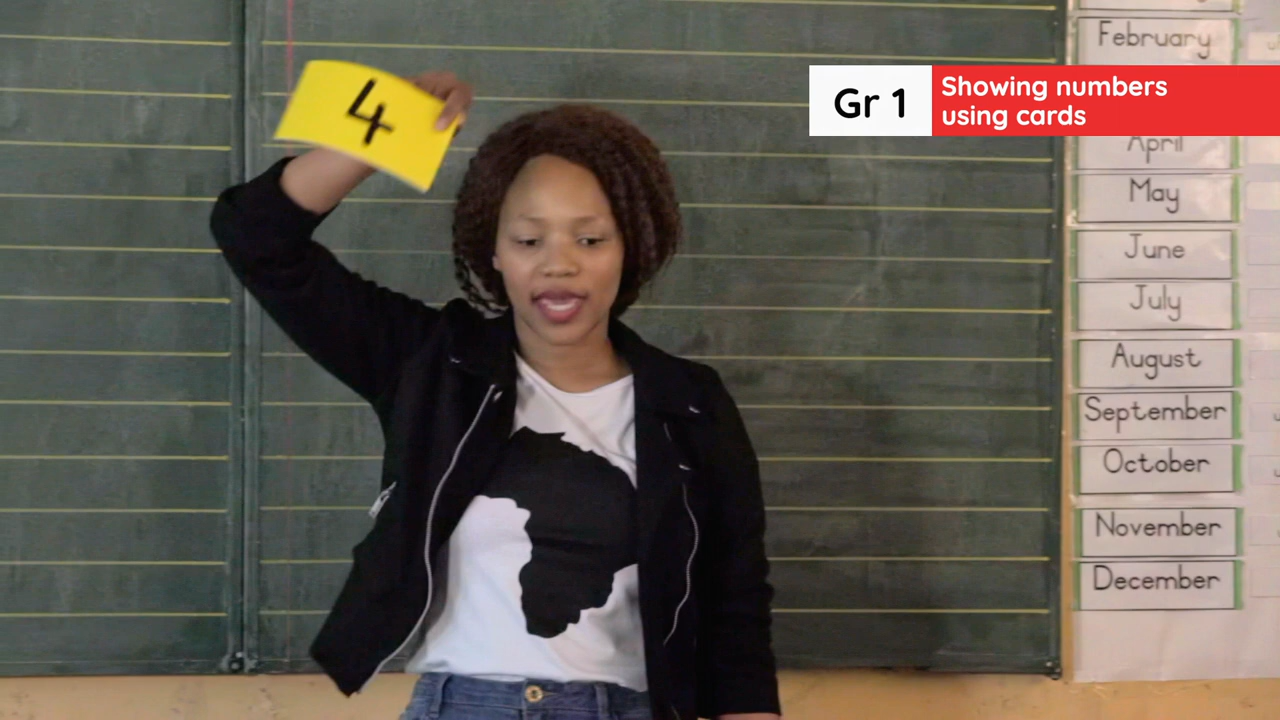 4
Gr 1
Showing numbers
using cards
February
April
May
June
July
August
September
October
November
December